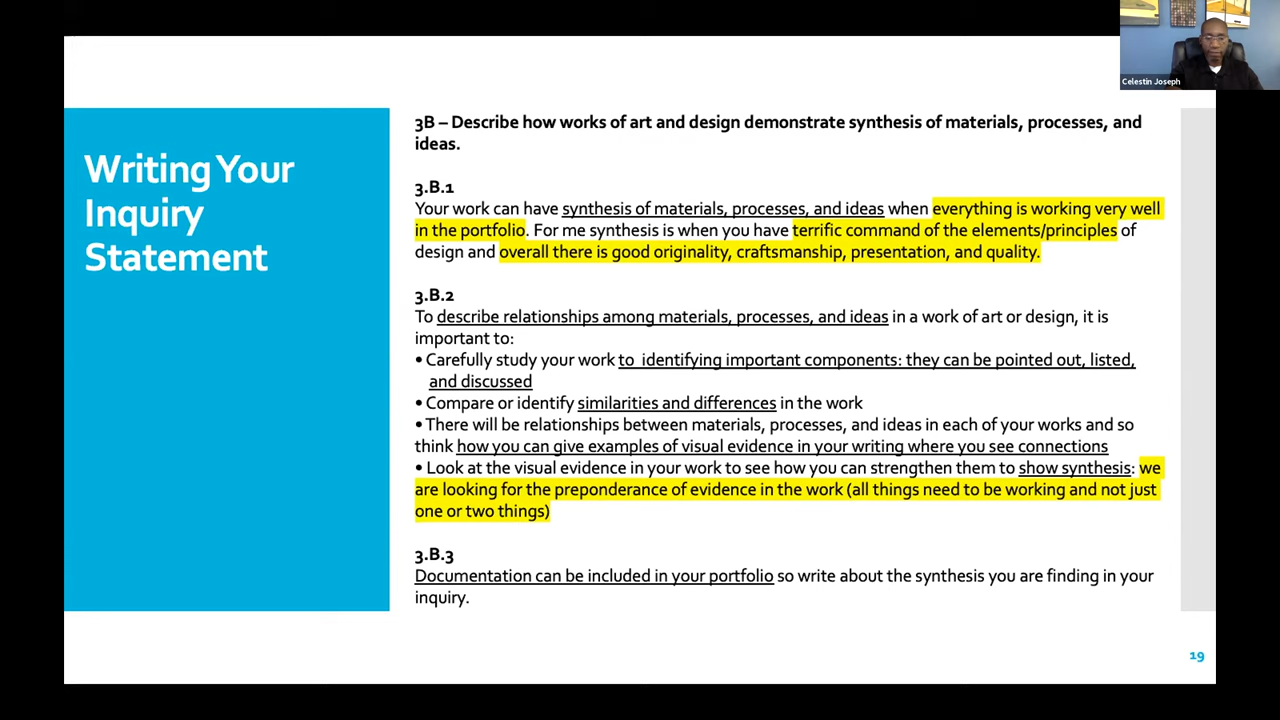 Celestin Joseph
Writing Your
Inquiry
Statement
3B – Describe how works of art and design demonstrate synthesis of materials, processes, and
ideas.
3.B.1
Your work can have synthesis of materials, processes, and ideas when everything is working very well
in the portfolio. For me synthesis is when you have terrific command of the elements/principles of
design and overall there is good originality, craftsmanship, presentation, and quality.
3.B.2
To describe relationships among materials, processes, and ideas in a work of art or design, it is
important to:
• Carefully study your work to  identifying important components: they can be pointed out, listed,
and discussed
• Compare or identify similarities and differences in the work
• There will be relationships between materials, processes, and ideas in each of your works and so
think how you can give examples of visual evidence in your writing where you see connections
• Look at the visual evidence in your work to see how you can strengthen them to show synthesis: we
are looking for the preponderance of evidence in the work (all things need to be working and not just
one or two things)
3.B.3
Documentation can be included in your portfolio so write about the synthesis you are finding in your
inquiry.
19